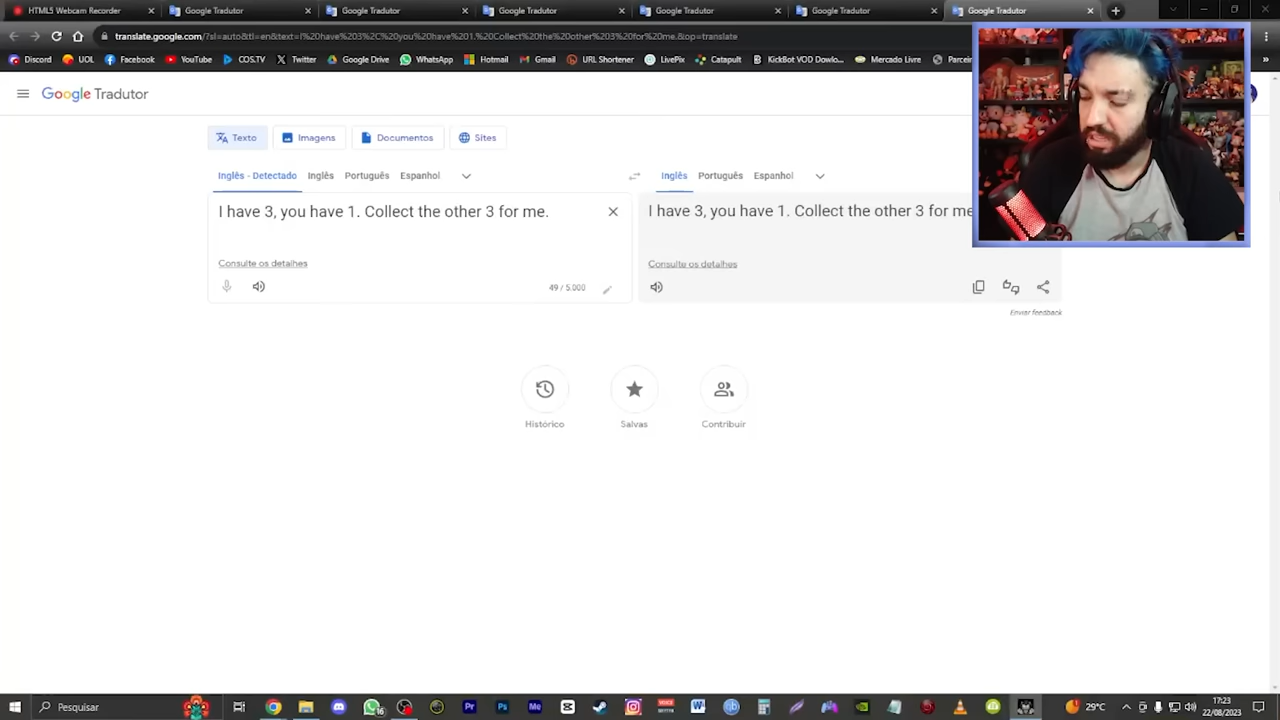 HTML5 Webcam Recorder
Google Tradutor
Google Tradutor
Google Tradutor
Google Tradutor
Google Tradutor
Google Tradutor
translate.google.com/?sl=auto&tl=en&text=I%20have%203%2C%20you%20have%201.%20Collect%20the%20other%203%20for%20me.&op=translate
Discord UOL Facebook YouTube COS.TV Twitter Google Drive WhatsApp Hotmail Gmail URL Shortener LivePix Catapult KickBot VOD Dowlo... Mercado Livre Parcein »
Google Tradutor
Texto Imagens Documentos Sites
Inglês - Detectado Inglês Português Espanhol
Inglês Português Espanhol
I have 3, you have 1. Collect the other 3 for me.
I have 3, you have 1. Collect the other 3 for me
Consulte os detalhes
Consulte os detalhes
49 / 5.000
Enviar feedback
Histórico Salvas Contribuir
Pesquisar
16
29°C
17:23
22/08/2023